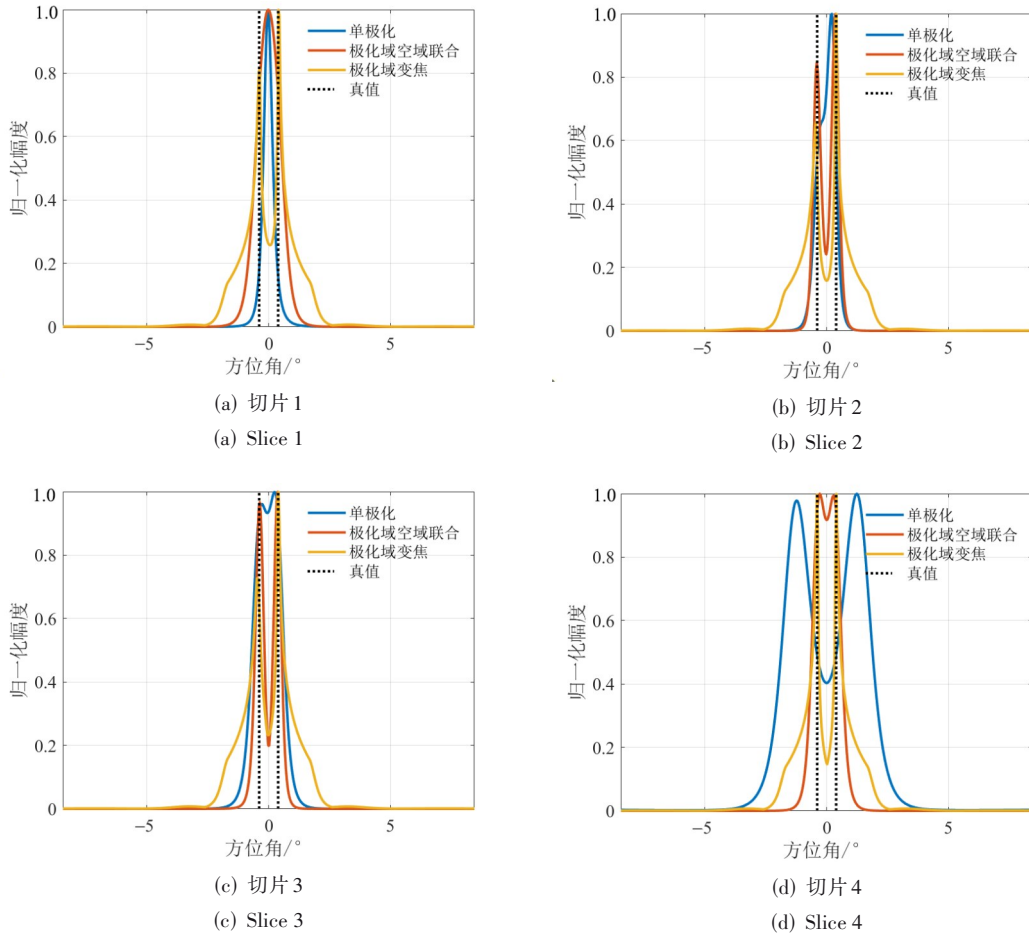 1.0
0.8
0.6
0.4
0.2
0
归一化幅度
单极化
极化域空域联合
极化域变焦
真值
−5
0
5
方位角/°
(a) 切片1
(a) Slice 1
1.0
0.8
0.6
0.4
0.2
0
归一化幅度
单极化
极化域空域联合
极化域变焦
真值
−5
0
5
方位角/°
(b) 切片2
(b) Slice 2
1.0
0.8
0.6
0.4
0.2
0
归一化幅度
单极化
极化域空域联合
极化域变焦
真值
−5
0
5
方位角/°
(c) 切片3
(c) Slice 3
1.0
0.8
0.6
0.4
0.2
0
归一化幅度
单极化
极化域空域联合
极化域变焦
真值
−5
0
5
方位角/°
(d) 切片4
(d) Slice 4